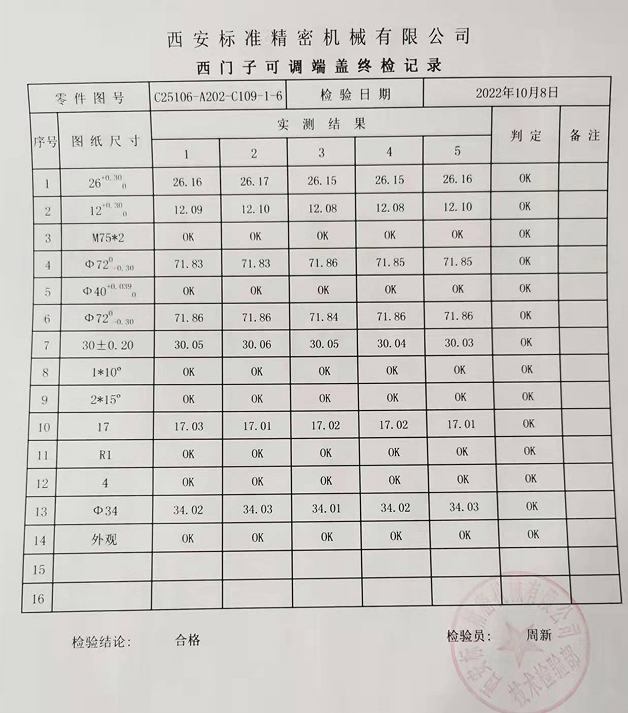 西安标准精密机械有限公司
西门子可调端盖终检记录
零件图号 C25106-A202-C109-1-6 检验日期 2022年10月8日
序号 图纸尺寸 实测结果 判定 备注
1 2 3 4 5
1 26+0.30 0 26.16 26.17 26.15 26.15 26.16 OK
2 12+0.30 0 12.09 12.10 12.08 12.08 12.10 OK
3 M75*2 OK OK OK OK OK OK
4 Φ72 0 -0.30 71.83 71.83 71.86 71.85 71.85 OK
5 Φ40+0.039 0 OK OK OK OK OK OK
6 Φ72 0 -0.30 71.86 71.86 71.84 71.86 71.86 OK
7 30±0.20 30.05 30.06 30.05 30.04 30.03 OK
8 1*10° OK OK OK OK OK OK
9 2*15° OK OK OK OK OK OK
10 17 17.03 17.01 17.02 17.02 17.01 OK
11 R1 OK OK OK OK OK OK
12 4 OK OK OK OK OK OK
13 Φ34 34.02 34.03 34.01 34.02 34.03 OK
14 外观 OK OK OK OK OK OK
15
16
检验结论: 合格 检验员: 周新
技术检验部